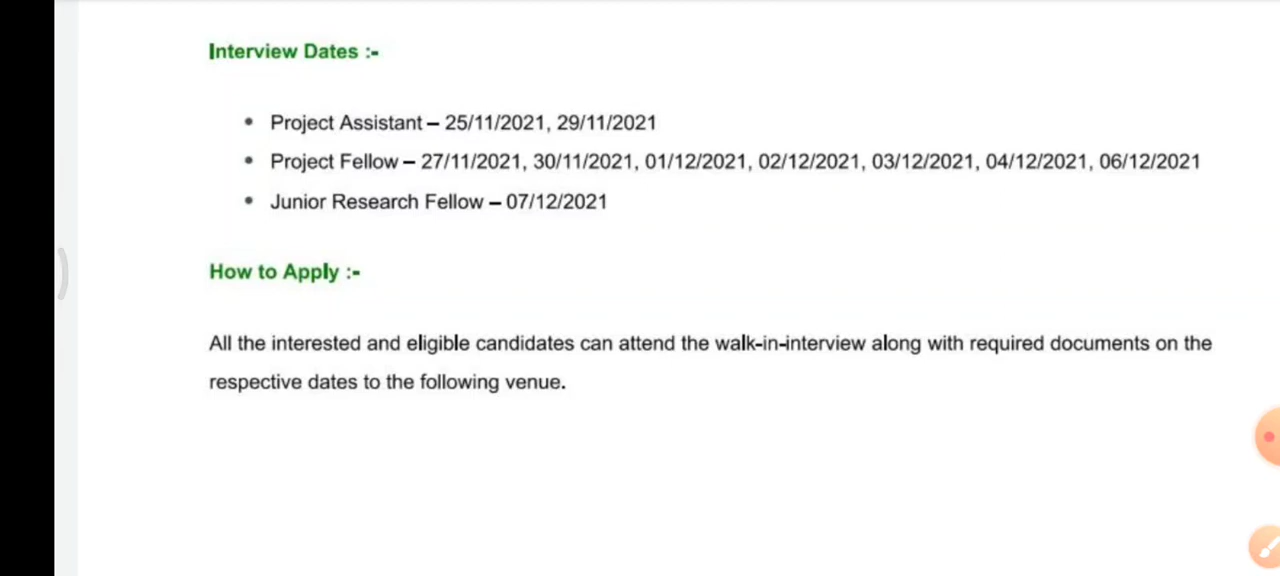 Interview Dates :-
• Project Assistant – 25/11/2021, 29/11/2021
• Project Fellow – 27/11/2021, 30/11/2021, 01/12/2021, 02/12/2021, 03/12/2021, 04/12/2021, 06/12/2021
• Junior Research Fellow – 07/12/2021
How to Apply :-
All the interested and eligible candidates can attend the walk-in-interview along with required documents on the
respective dates to the following venue.